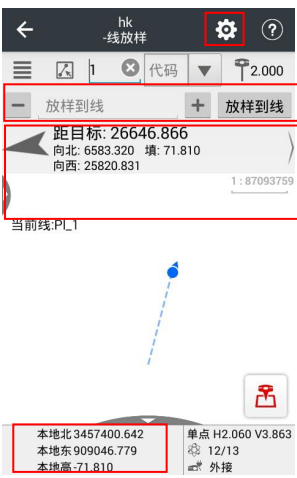 hk
-线放样
1 代码 2.000
放样到线 放样到线
距目标: 26646.866
向北: 6583.320 填: 71.810
向西: 25820.831
1 : 87093759
当前线:Pl_1
本地北 3457400.642 单点 H2.060 V3.863
本地东 909046.779 12/13
本地高 -71.810 外接